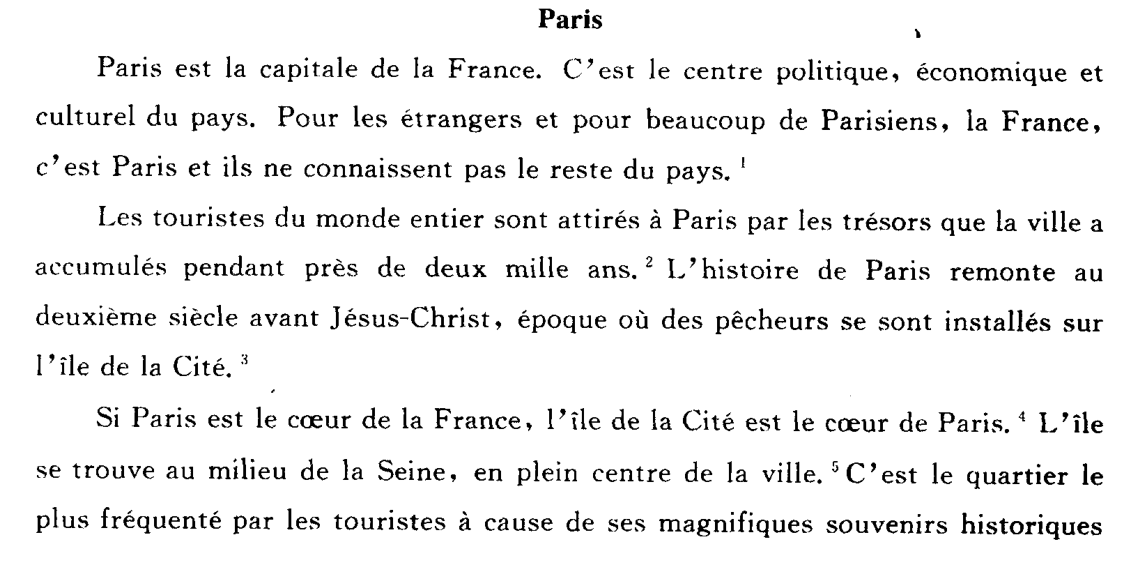 Paris
Paris est la capitale de la France. C'est le centre politique, économique et
culturel du pays. Pour les étrangers et pour beaucoup de Parisiens, la France,
c'est Paris et ils ne connaissent pas le reste du pays. ¹
Les touristes du monde entier sont attirés à Paris par les trésors que la ville a
accumulés pendant près de deux mille ans. ² L'histoire de Paris remonte au
deuxième siècle avant Jésus-Christ, époque où des pêcheurs se sont installés sur
l'île de la Cité. ³
Si Paris est le cœur de la France, l'île de la Cité est le cœur de Paris. ⁴ L'île
se trouve au milieu de la Seine, en plein centre de la ville. ⁵ C'est le quartier le
plus fréquenté par les touristes à cause de ses magnifiques souvenirs historiques